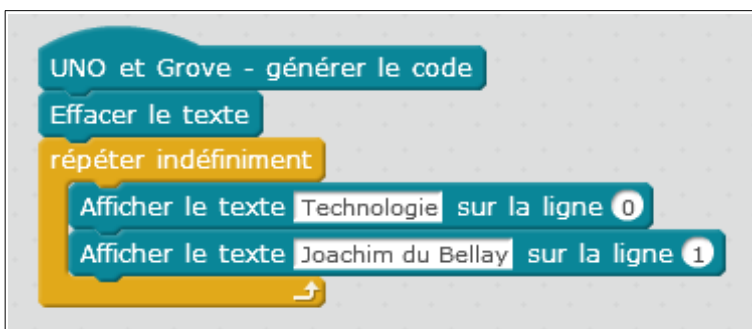 UNO et Grove - générer le code
Effacer le texte
répéter indéfiniment
Afficher le texte Technologie sur la ligne 0
Afficher le texte Joachim du Bellay sur la ligne 1